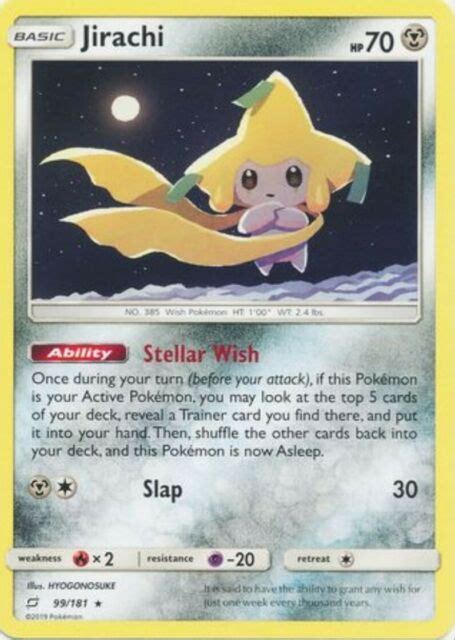 BASIC Jirachi HP 70
NO. 385 Wish Pokémon HT: 1'00" WT: 2.4 lbs.
Ability Stellar Wish
Once during your turn (before your attack), if this Pokémon
is your Active Pokémon, you may look at the top 5 cards
of your deck, reveal a Trainer card you find there, and put
it into your hand. Then, shuffle the other cards back into
your deck, and this Pokémon is now Asleep.
Slap 30
weakness ×2 resistance -20 retreat
Illus. HYOGONOSUKE
It is said to have the ability to grant any wish for
just one week every thousand years.
99/181 ★
©2019 Pokémon